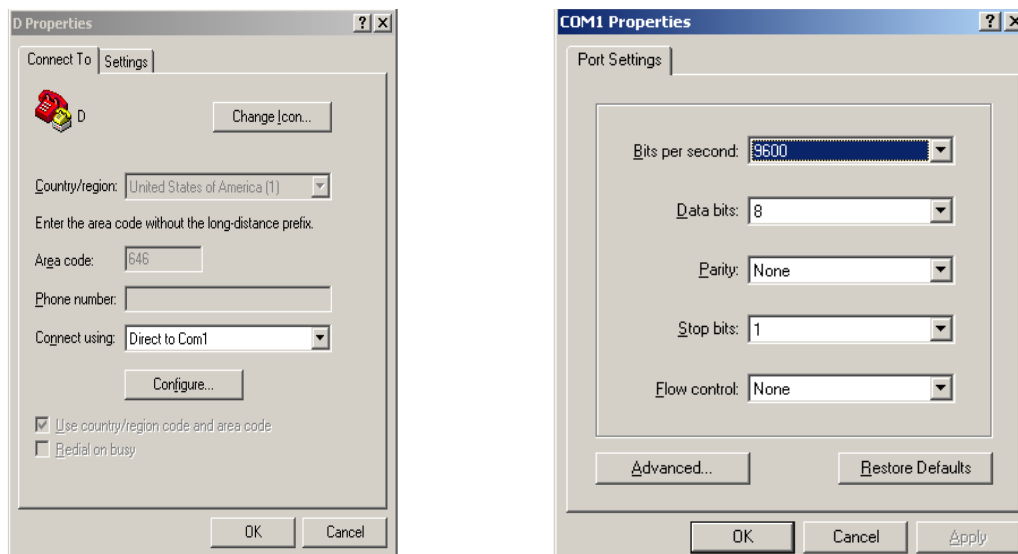 D Properties
Connect To
Settings
D
Change Icon...
Country/region:
United States of America (1)
Enter the area code without the long-distance prefix.
Area code:
646
Phone number:
Connect using:
Direct to Com1
Configure...
Use country/region code and area code
Redial on busy
OK
Cancel
COM1 Properties
Port Settings
Bits per second:
9600
Data bits:
8
Parity:
None
Stop bits:
1
Flow control:
None
Advanced...
Restore Defaults
OK
Cancel
Apply